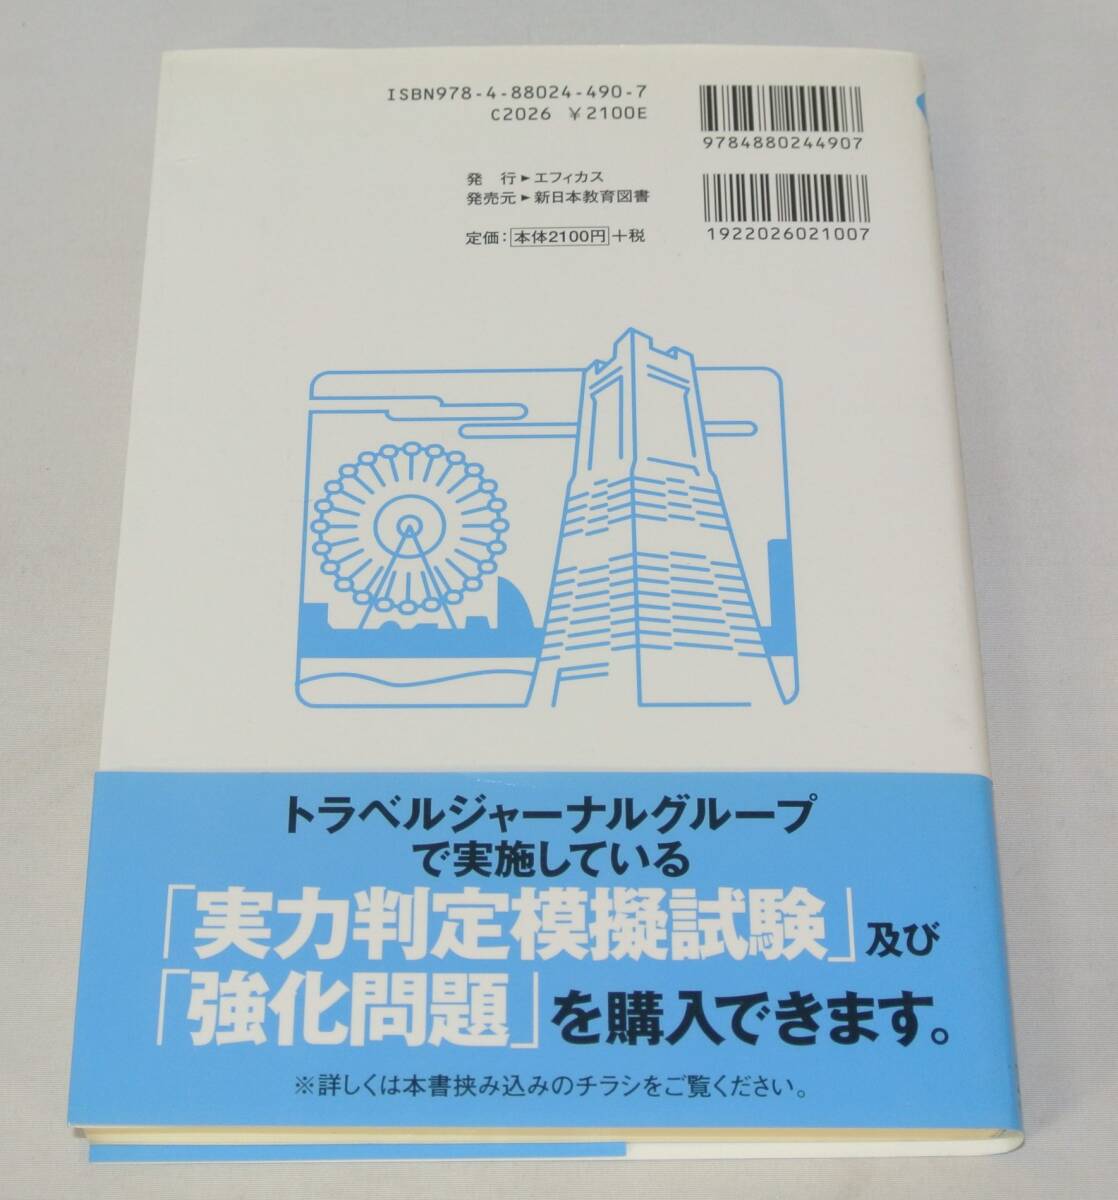 ISBN978-4-88024-490-7
C2026 ¥2100E
9784880244907
発 行▶エフィカス
発売元▶新日本教育図書
定価：本体2100円+税
1922026021007
トラベルジャーナルグループ
で実施している
「実力判定模擬試験」及び
「強化問題」を購入できます。
※詳しくは本書挟み込みのチラシをご覧ください。